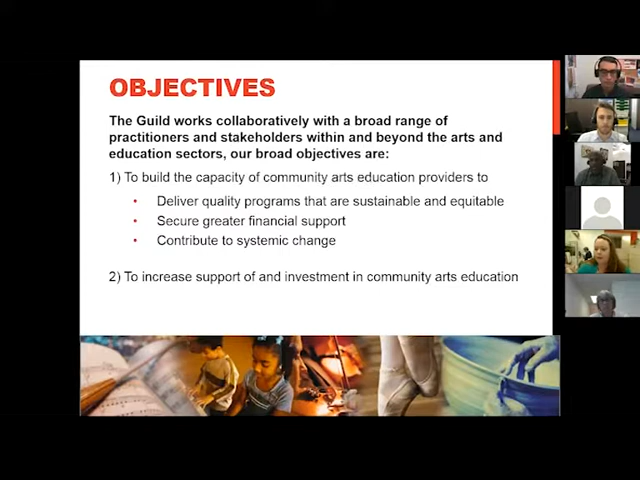 OBJECTIVES
The Guild works collaboratively with a broad range of
practitioners and stakeholders within and beyond the arts and
education sectors, our broad objectives are:
1) To build the capacity of community arts education providers to
• Deliver quality programs that are sustainable and equitable
• Secure greater financial support
• Contribute to systemic change
2) To increase support of and investment in community arts education